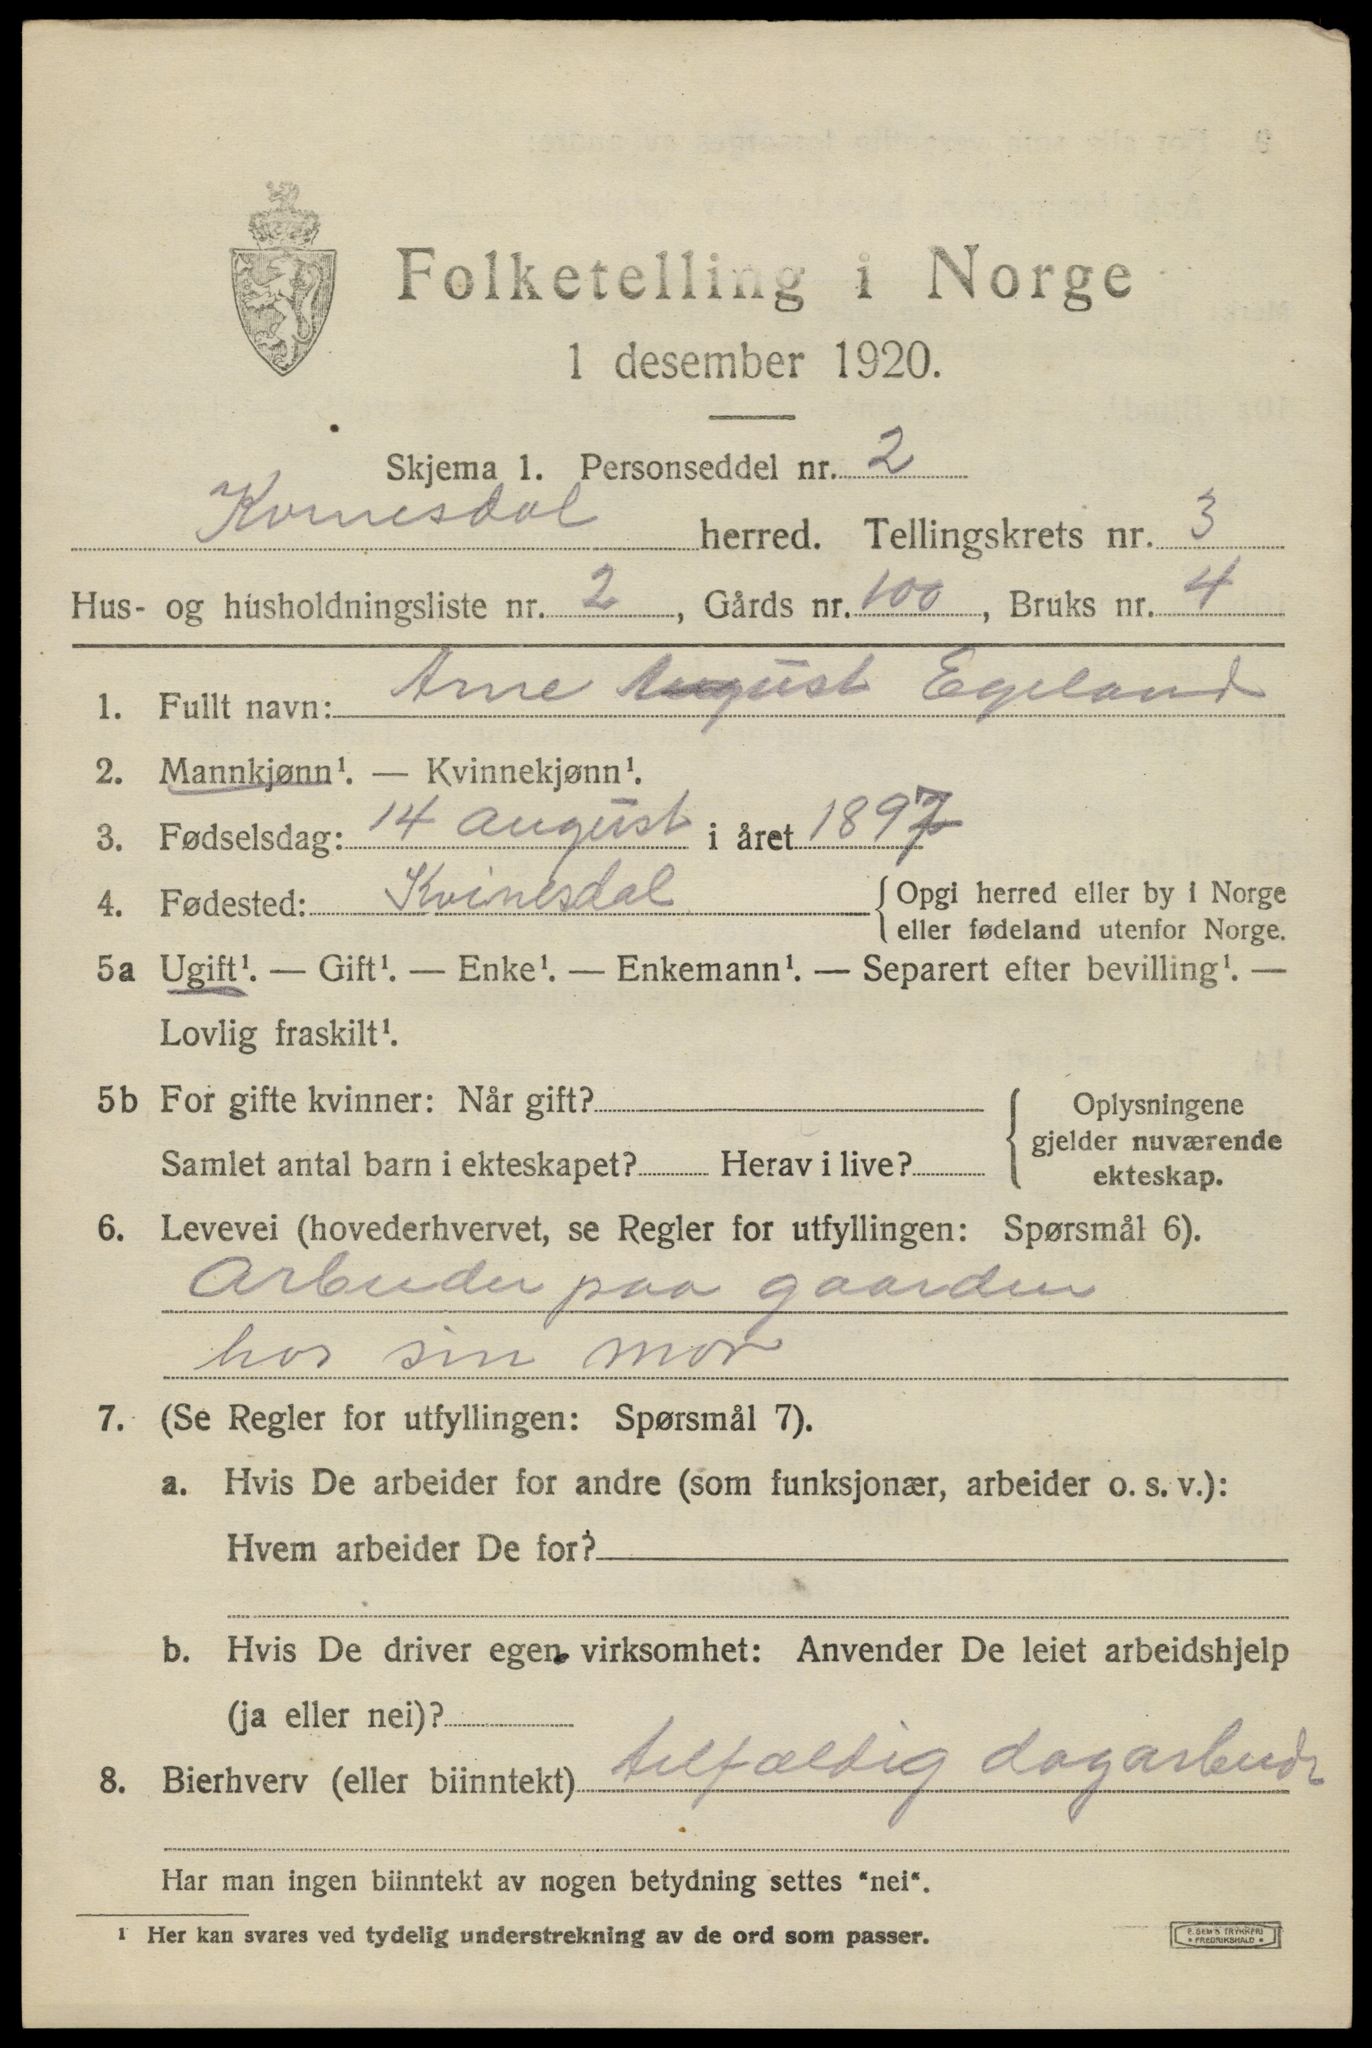 Folketelling i Norge
1 desember 1920.
Skjema 1. Personseddel nr. 2
Kvinesdal herred. Tellingskrets nr. 3
Hus- og husholdningsliste nr. 2, Gårds nr. 100, Bruks nr. 4
1. Fullt navn: Arne August Egeland
2. Mannkjønn¹. — Kvinnekjønn¹.
3. Fødselsdag: 14 august i året 1897
4. Fødested: Kvinesdal {Opgi herred eller by i Norge
eller fødeland utenfor Norge.
5a Ugift¹. — Gift¹. — Enke¹. — Enkemann¹. — Separert efter bevilling¹. —
Lovlig fraskilt¹.
5b For gifte kvinner: Når gift?
Samlet antal barn i ekteskapet? Herav i live?
{Oplysningene
gjelder nuværende
ekteskap.
6. Levevei (hovederhvervet, se Regler for utfyllingen: Spørsmål 6).
Arbeider paa gaarden
hos sin mor
7. (Se Regler for utfyllingen: Spørsmål 7).
a. Hvis De arbeider for andre (som funksjonær, arbeider o. s. v.):
Hvem arbeider De for?
b. Hvis De driver egen virksomhet: Anvender De leiet arbeidshjelp
(ja eller nei)?
8. Bierhverv (eller biinntekt) tilfældig dagarbeide
Har man ingen biinntekt av nogen betydning settes "nei".
¹ Her kan svares ved tydelig understrekning av de ord som passer.
E. SEM'S TRYKKERI
FREDRIKSHALD